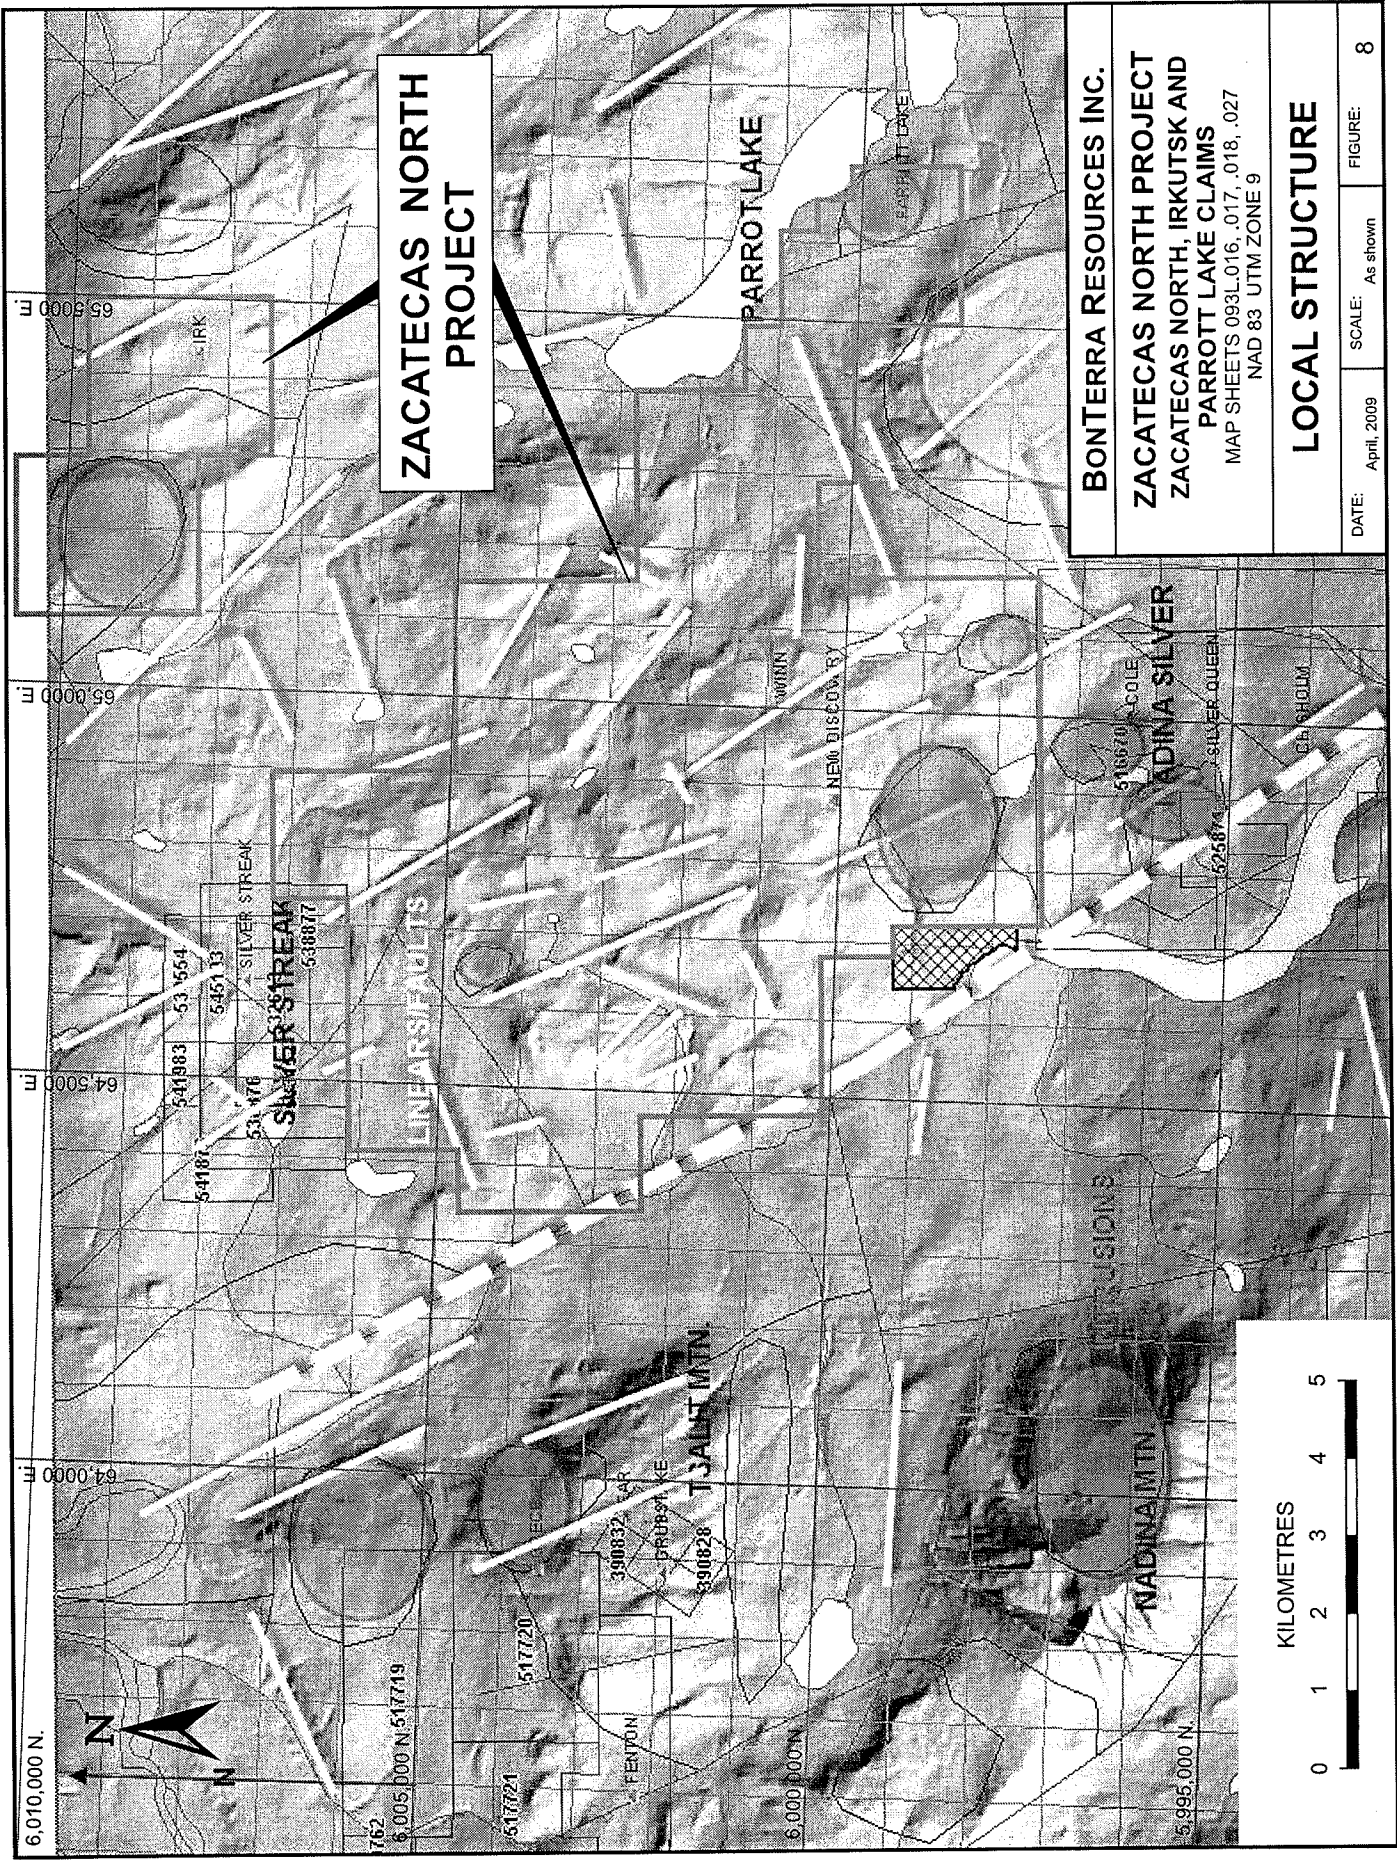 6,010,000 N.
6,005,000 N.
6,000,000 N.
5,995,000 N.
64,0000 E.
64,5000 E.
65,0000 E.
65,5000 E.
N
N
ZACATECAS NORTH
PROJECT
IRK
PARROT LAKE
PARROTT LAKE
SILVER STREAK
SILVER STREAK
541983
545113
538877
LINEARS/FAULTS
WINN
NEW DISCOVERY
COLE
516670
NADINA SILVER
SILVER QUEEN
CHISHOLM
INTRUSIONS
TSALIT MTN.
NADINA MTN.
GRUBSTAKE
390832
390828
517719
517720
517721
762
FENTON
KILOMETRES
0 1 2 3 4 5
BONTERRA RESOURCES INC.
ZACATECAS NORTH PROJECT
ZACATECAS NORTH, IRKUTSK AND
PARROTT LAKE CLAIMS
MAP SHEETS 093L.016, .017, .018, .027
NAD 83 UTM ZONE 9
LOCAL STRUCTURE
DATE: April, 2009
SCALE: As shown
FIGURE: 8